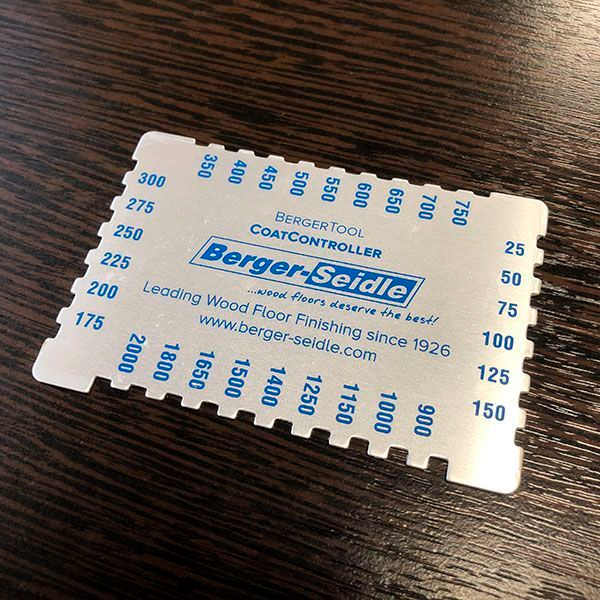 350 400 450 500 550 600 650 700 750
300
275
250
225
200
175
BERGERTOOL
COATCONTROLLER
Berger-Seidle
...wood floors deserve the best!
Leading Wood Floor Finishing since 1926
www.berger-seidle.com
25
50
75
100
125
150
2000 1800 1650 1500 1400 1250 1150 1000 900